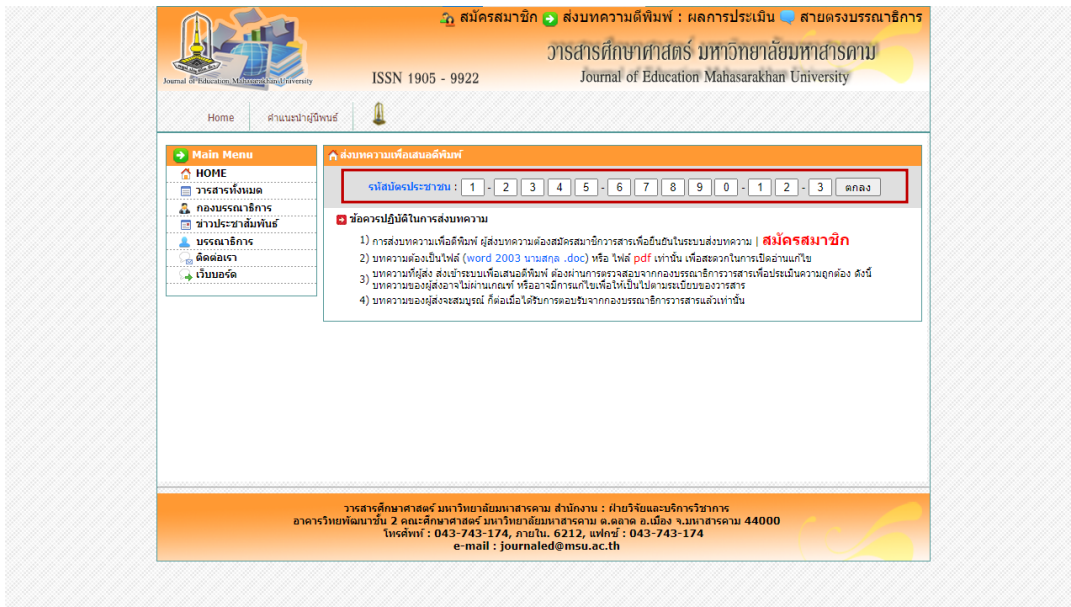 สมัครสมาชิก ส่งบทความตีพิมพ์ : ผลการประเมิน สายตรงบรรณาธิการ
วารสารศึกษาศาสตร์ มหาวิทยาลัยมหาสารคาม
Journal of Education Mahasarakhan University
ISSN 1905 - 9922
Journal of Education Mahasarakhan University
Home คำแนะนำผู้นิพนธ์
Main Menu
HOME
วารสารทั้งหมด
กองบรรณาธิการ
ข่าวประชาสัมพันธ์
บรรณาธิการ
ติดต่อเรา
เว็บบอร์ด
ส่งบทความเพื่อเสนอตีพิมพ์
รหัสบัตรประชาชน : 1 - 2 3 4 5 - 6 7 8 9 0 - 1 2 - 3 ตกลง
ข้อควรปฏิบัติในการส่งบทความ
1) การส่งบทความเพื่อตีพิมพ์ ผู้ส่งบทความต้องสมัครสมาชิกวารสารเพื่อยืนยันในระบบส่งบทความ | สมัครสมาชิก
2) บทความต้องเป็นไฟล์ (word 2003 นามสกุล .doc) หรือ ไฟล์ pdf เท่านั้น เพื่อสะดวกในการเปิดอ่านแก้ไข
3) บทความที่ผู้ส่ง ส่งเข้าระบบเพื่อเสนอตีพิมพ์ ต้องผ่านการตรวจสอบจากกองบรรณาธิการวารสารเพื่อประเมินความถูกต้อง ดังนี้
บทความของผู้ส่งอาจไม่ผ่านเกณฑ์ หรืออาจมีการแก้ไขเพื่อให้เป็นไปตามระเบียบของวารสาร
4) บทความของผู้ส่งจะสมบูรณ์ ก็ต่อเมื่อได้รับการตอบรับจากกองบรรณาธิการวารสารแล้วเท่านั้น
วารสารศึกษาศาสตร์ มหาวิทยาลัยมหาสารคาม สำนักงาน : ฝ่ายวิจัยและบริการวิชาการ
อาคารวิทยพัฒนาชั้น 2 คณะศึกษาศาสตร์ มหาวิทยาลัยมหาสารคาม ต.ตลาด อ.เมือง จ.มหาสารคาม 44000
โทรศัพท์ : 043-743-174, ภายใน. 6212, แฟกซ์ : 043-743-174
e-mail : journaled@msu.ac.th